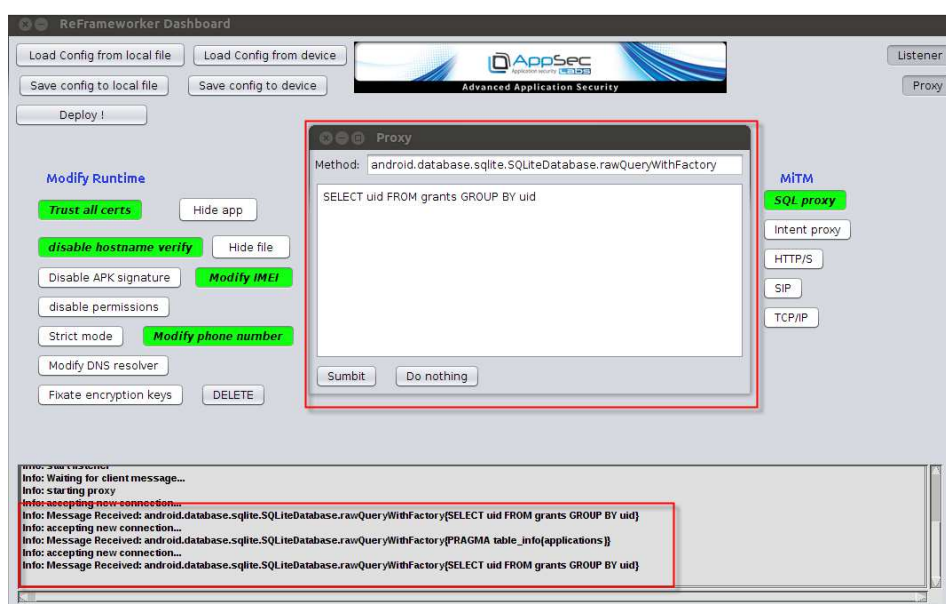 ReFrameworker Dashboard
Load Config from local file
Load Config from device
AppSec
Application security LABS
Advanced Application Security
Listener
Save config to local file
Save config to device
Proxy
Deploy !
Proxy
Method: android.database.sqlite.SQLiteDatabase.rawQueryWithFactory
SELECT uid FROM grants GROUP BY uid
Sumbit
Do nothing
Modify Runtime
Trust all certs
Hide app
disable hostname verify
Hide file
Disable APK signature
Modify IMEI
disable permissions
Strict mode
Modify phone number
Modify DNS resolver
Fixate encryption keys
DELETE
MiTM
SQL proxy
Intent proxy
HTTP/S
SIP
TCP/IP
Info: start listener
Info: Waiting for client message...
Info: starting proxy
Info: accepting new connection...
Info: Message Received: android.database.sqlite.SQLiteDatabase.rawQueryWithFactory{SELECT uid FROM grants GROUP BY uid}
Info: accepting new connection...
Info: Message Received: android.database.sqlite.SQLiteDatabase.rawQueryWithFactory{PRAGMA table_info(applications)}
Info: accepting new connection...
Info: Message Received: android.database.sqlite.SQLiteDatabase.rawQueryWithFactory{SELECT uid FROM grants GROUP BY uid}